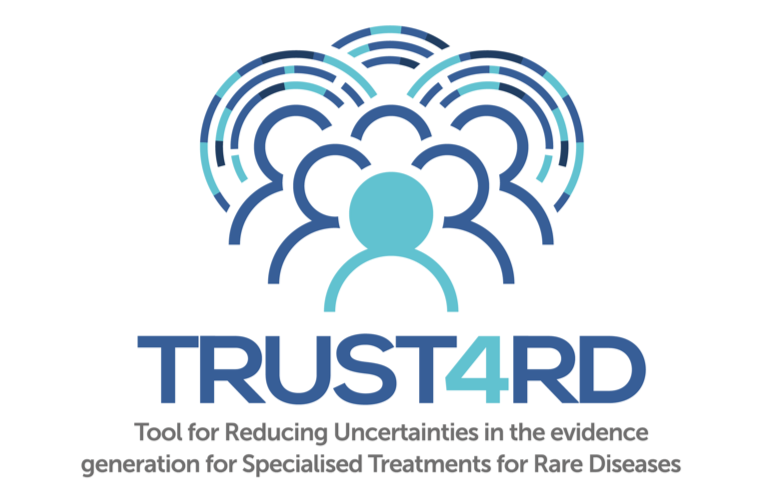 TRUST4RD
Tool for Reducing Uncertainties in the evidence
generation for Specialised Treatments for Rare Diseases